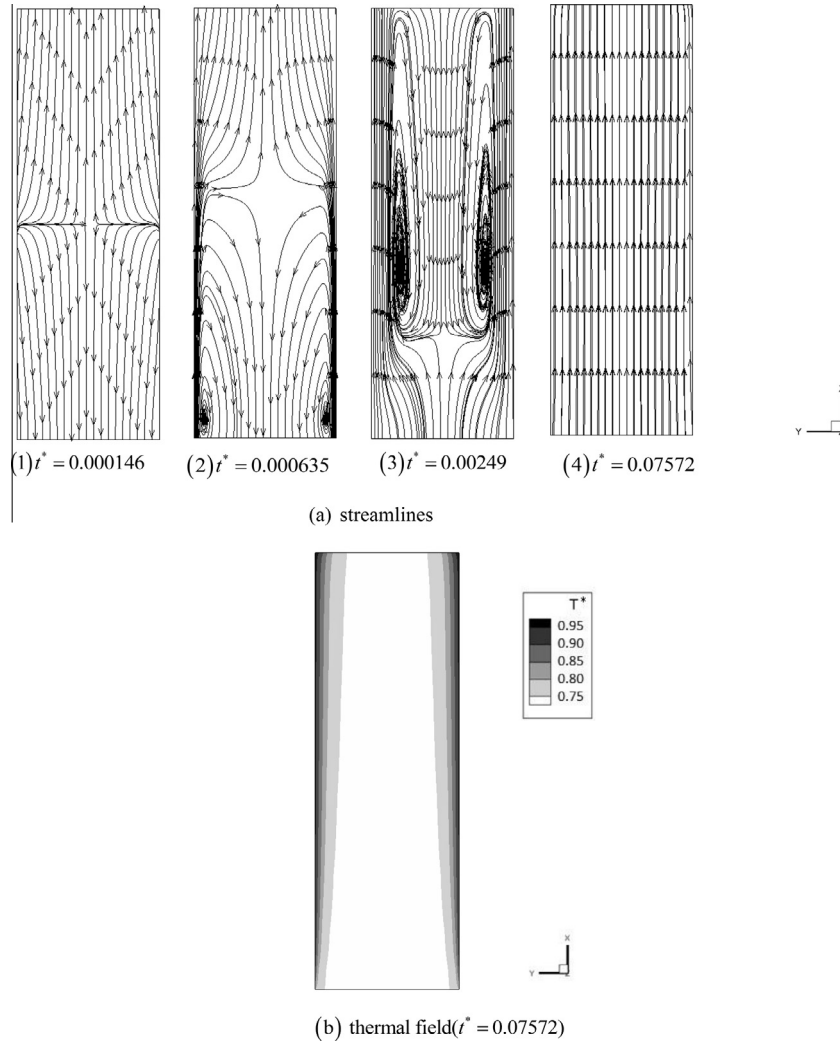 (1) t* = 0.000146 (2) t* = 0.000635 (3) t* = 0.00249 (4) t* = 0.07572
Y
(a) streamlines
T*
0.95
0.90
0.85
0.80
0.75
X
Y
(b) thermal field(t* = 0.07572)